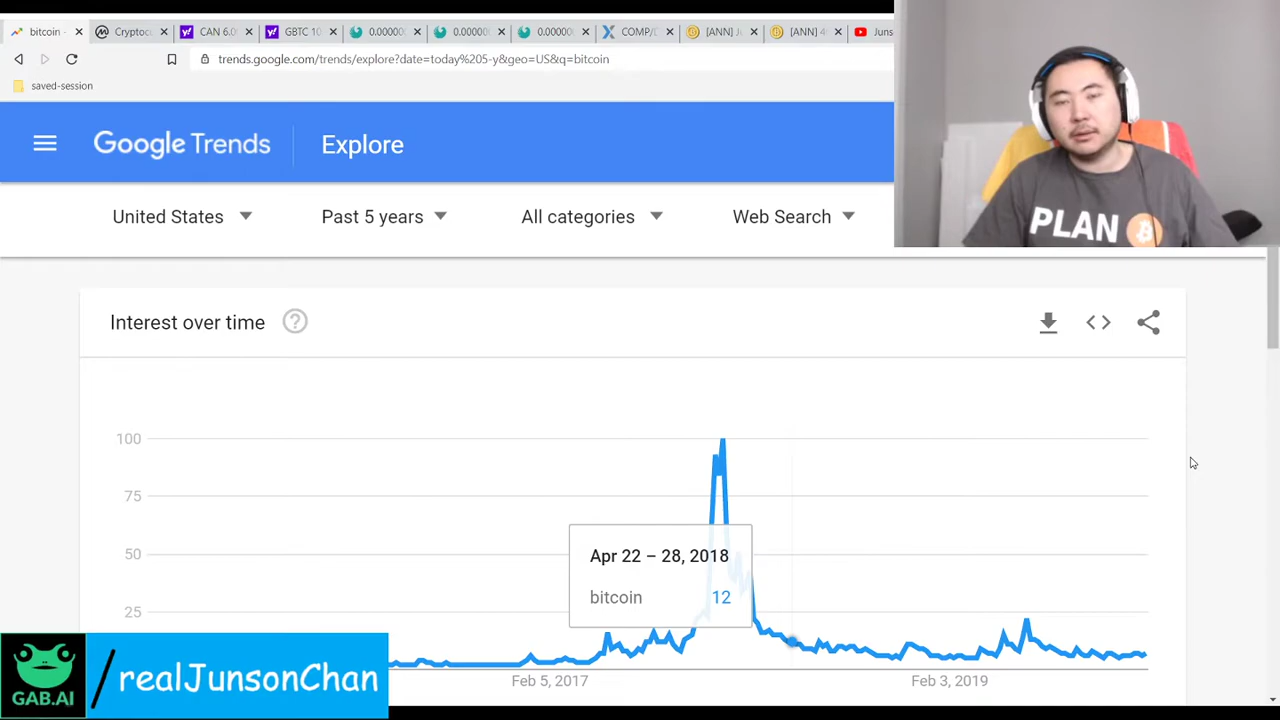 bitcoin -
Cryptoc
CAN 6.0
GBTC 10
0.00000
0.00000
0.00000
COMP/
[ANN] J
[ANN] 4
Juns
trends.google.com/trends/explore?date=today%205-y&geo=US&q=bitcoin
saved-session
Google Trends
Explore
United States
Past 5 years
All categories
Web Search
PLAN B
Interest over time
?
100
75
50
25
Apr 22 – 28, 2018
bitcoin 12
Feb 5, 2017
Feb 3, 2019
GAB.AI
/realJunsonChan